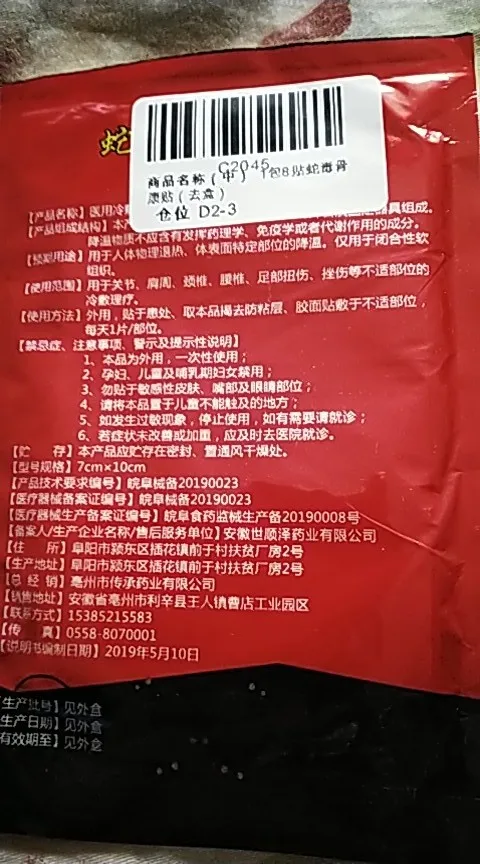 蛇
C2045
商品名称(中) 1包8贴蛇毒骨
康贴(去盒)
仓位 D2-3
【产品名称】医用冷
【产品组成结构】
具组成。
降温物质不应含有发挥药理学、免疫学或者代谢作用的成分。
【预期用途】用于人体物理退热、体表面特定部位的降温。仅用于闭合性软
组织。
【使用范围】用于关节、肩周、颈椎、腰椎、足部扭伤、挫伤等不适部位的
冷敷理疗。
【使用方法】外用，贴于患处、取本品揭去防粘层、胶面贴敷于不适部位，
每天1片/部位。
【禁忌症、注意事项、警示及提示性说明】
1、本品为外用，一次性使用；
2、孕妇、儿童及哺乳期妇女禁用；
3、勿贴于敏感性皮肤、嘴部及眼睛部位；
4、请将本品置于儿童不能触及的地方；
5、如发生过敏现象，停止使用，如有需要请就诊；
6、若症状未改善或加重，应及时去医院就诊。
【贮 存】本产品应贮存在密封、置通风干燥处。
【型号规格】7cm×10cm
【产品技术要求编号】皖阜械备20190023
【医疗器械备案证编号】皖阜械备20190023
【医疗器械生产备案证编号】皖阜食药监械生产备20190008号
【备案人/生产企业名称/售后服务单位】安徽世顺泽药业有限公司
【住 所】阜阳市颍东区插花镇前于村扶贫厂房2号
【生产地址】阜阳市颍东区插花镇前于村扶贫厂房2号
【总 经 销】亳州市传承药业有限公司
【销售地址】安徽省亳州市利辛县王人镇曹店工业园区
【联系方式】15385215583
【传 真】0558-8070001
【说明书编制日期】2019年5月10日
【生产批号】见外盒
生产日期】见外盒
有效期至】见外盒